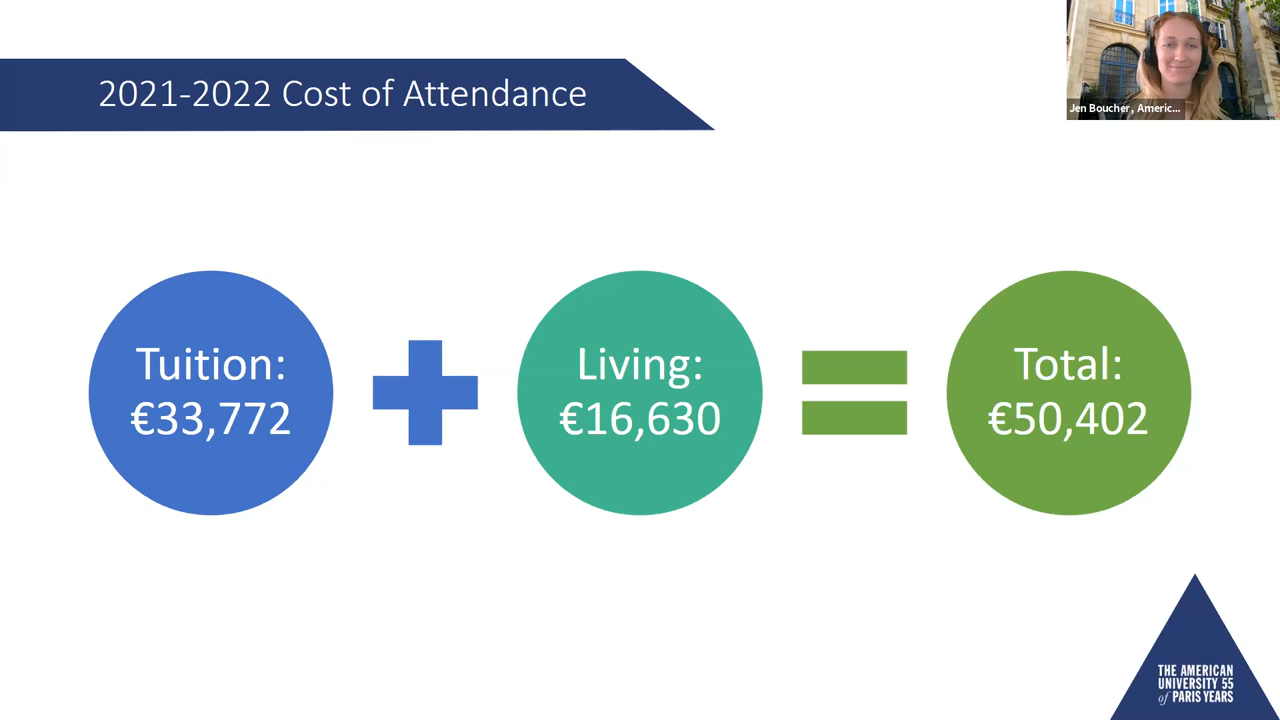 2021-2022 Cost of Attendance
Jen Boucher, Americ...
Tuition:
€33,772
Living:
€16,630
Total:
€50,402
THE AMERICAN
UNIVERSITY 55
of PARIS YEARS